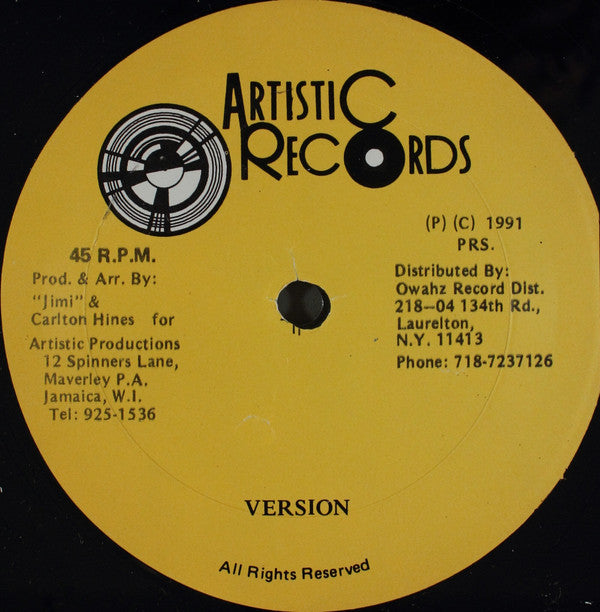 ARTISTIC
RECORDS
45 R.P.M.
Prod. & Arr. By:
"Jimi" &
Carlton Hines for
Artistic Productions
12 Spinners Lane,
Maverley P.A.
Jamaica, W.I.
Tel: 925-1536
(P) (C) 1991
PRS.
Distributed By:
Owahz Record Dist.
218-04 134th Rd.,
Laurelton,
N.Y. 11413
Phone: 718-7237126
VERSION
All Rights Reserved